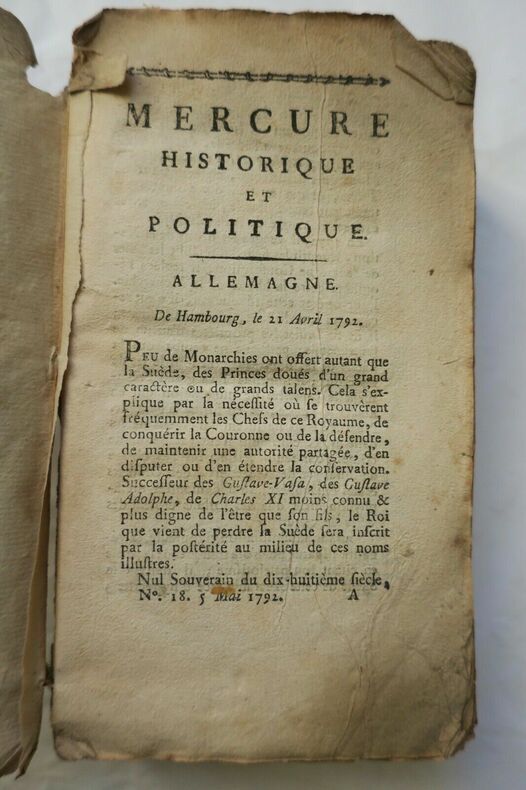 MERCURE
HISTORIQUE
ET
POLITIQUE.
ALLEMAGNE.
De Hambourg, le 21 Avril 1792.
PEU de Monarchies ont offert autant que
la Suède, des Princes doués d'un grand
caractère ou de grands talens. Cela s'ex-
plique par la néceſſité où ſe trouvèrent
fréquemment les Chefs de ce Royaume, de
conquérir la Couronne ou de la défendre,
de maintenir une autorité partagée, d'en
diſputer ou d'en étendre la conſervation.
Succeſſeur des Guſtave-Vaſa, des Guſtave
Adolphe, de Charles XI moins connu &
plus digne de l'être que ſon fils, le Roi
que vient de perdre la Suède ſera inſcrit
par la poſtérité au milieu de ces noms
illuſtres.
Nul Souverain du dix-huitième ſiècle,
Nº. 18. 5 Mai 1792. A